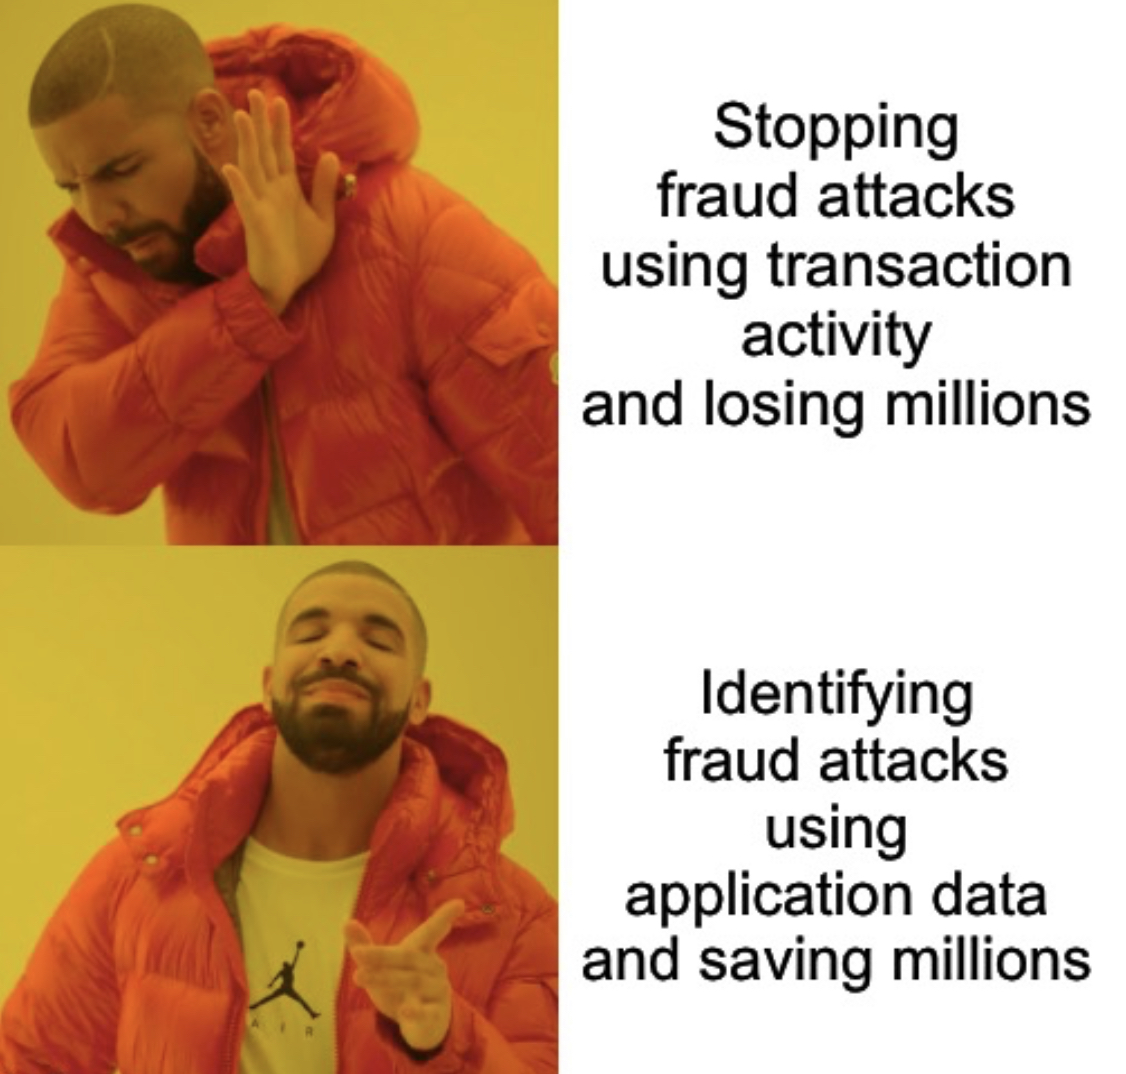 Stopping
fraud attacks
using transaction
activity
and losing millions
Identifying
fraud attacks
using
application data
and saving millions
A I R